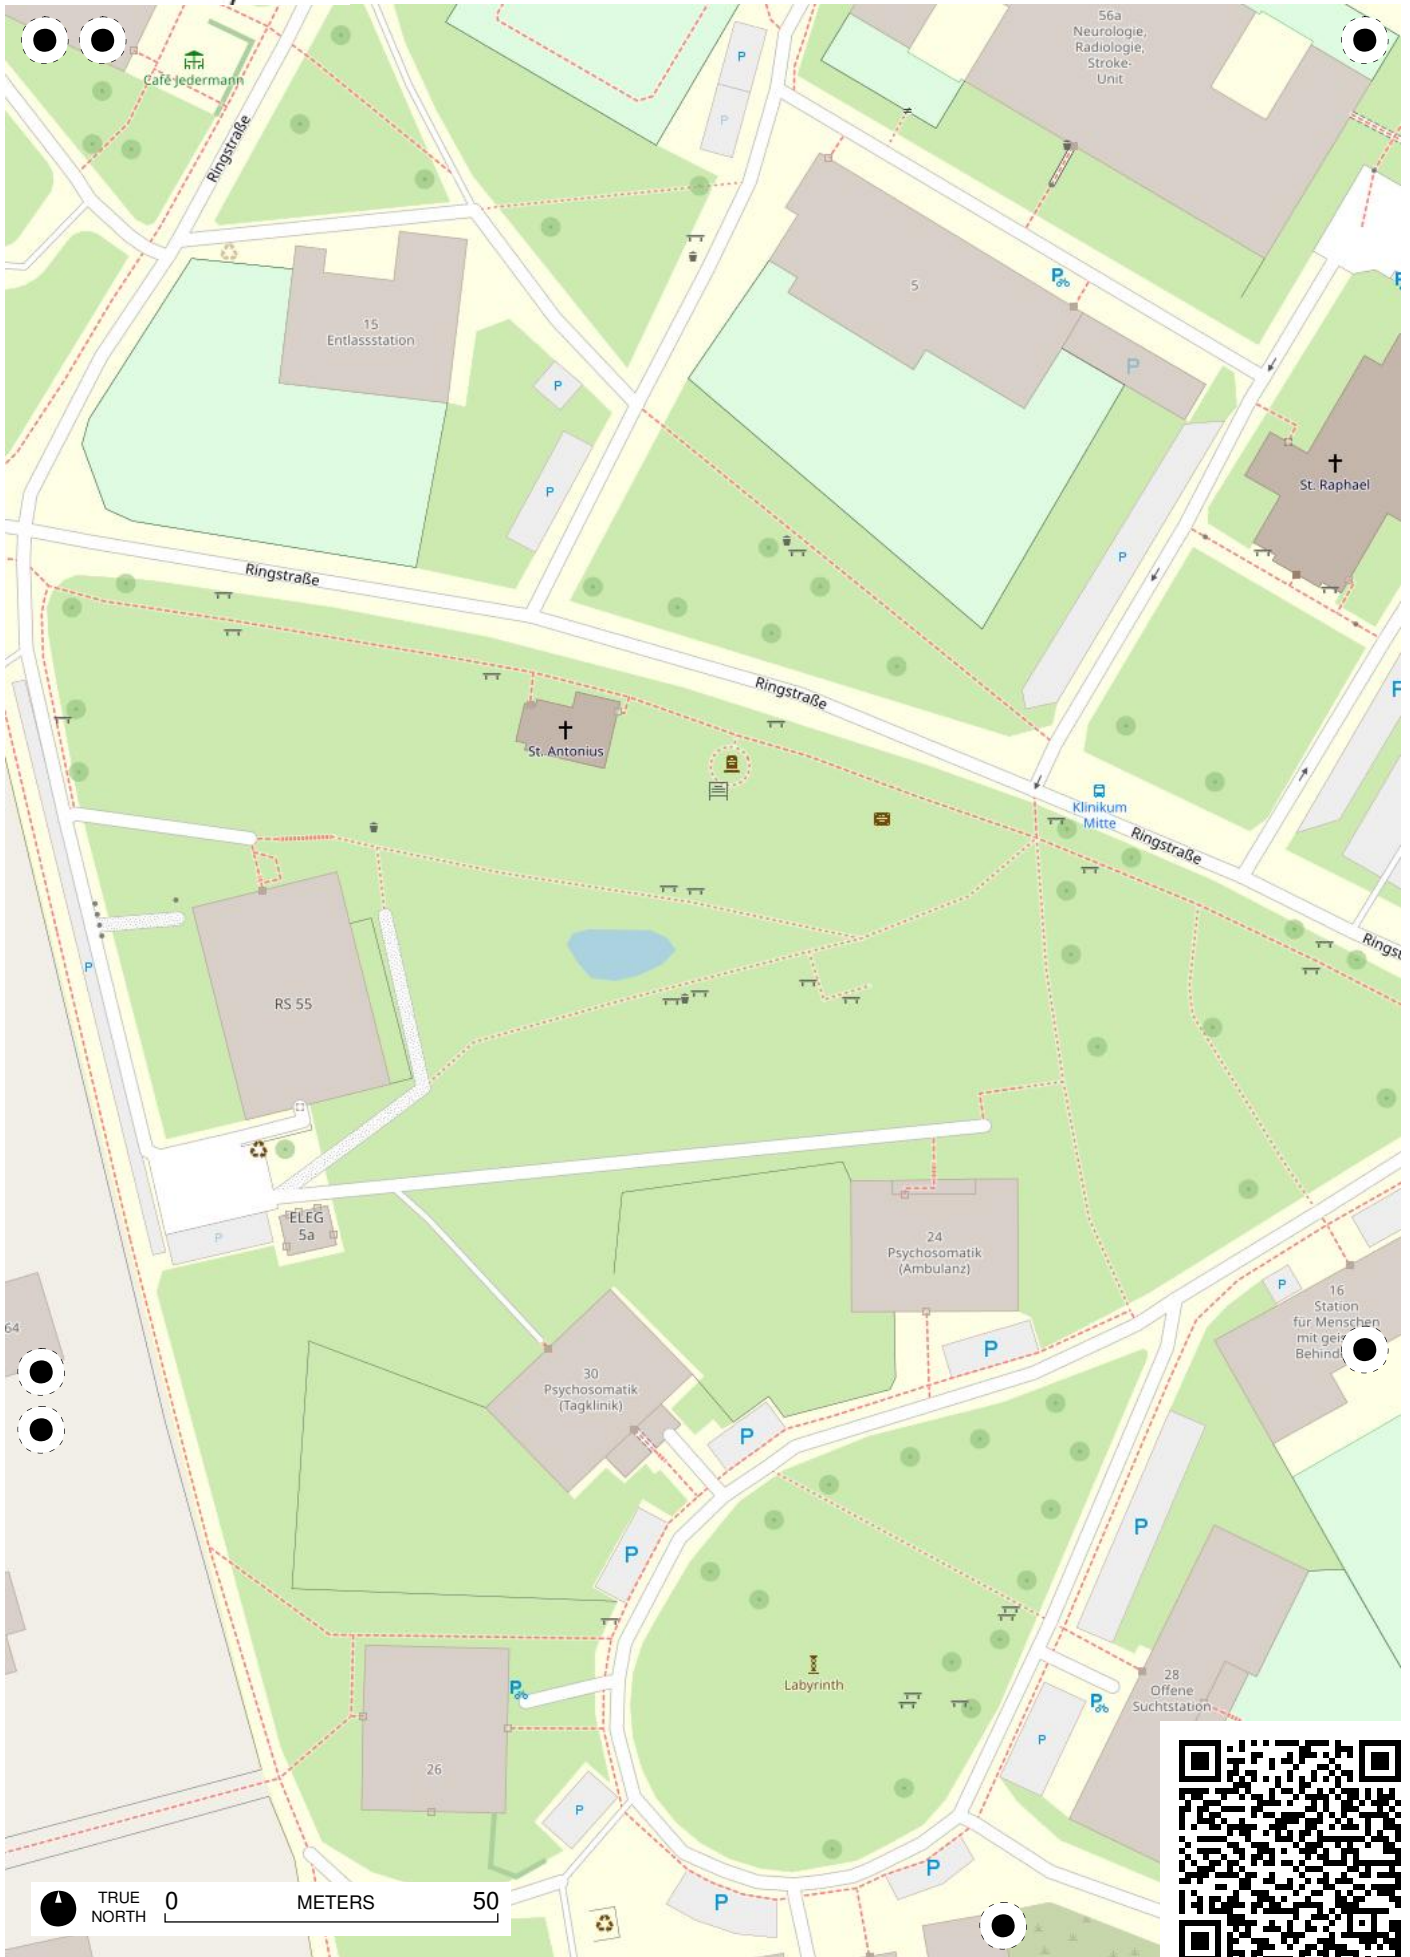 56a
Neurologie,
Radiologie,
Stroke-
Unit
P
Café Jedermann
P
Ringstraße
P
5
P
15
Entlassstation
P
P
St. Raphael
P
P
Ringstraße
Ringstraße
St. Antonius
Klinikum
Mitte
Ringstraße
P
RS 55
ELEG
5a
P
24
Psychosomatik
(Ambulanz)
P
16
Station
für Menschen
64
P
30
Psychosomatik
(Tagklinik)
P
P
P
Labyrinth
28
Offene
Suchtstation
P
P
P
26
P
P
P
TRUE
NORTH
0 METERS 50